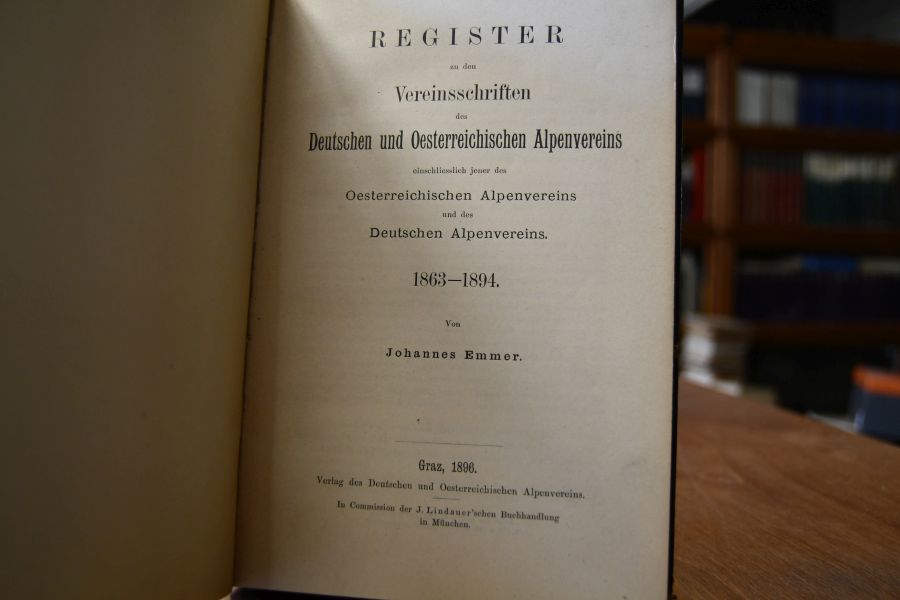 REGISTER
zu den
Vereinsschriften
des
Deutschen und Oesterreichischen Alpenvereins
einschliesslich jener des
Oesterreichischen Alpenvereins
und des
Deutschen Alpenvereins.
1863—1894.
Von
Johannes Emmer.
Graz, 1896.
Verlag des Deutschen und Oesterreichischen Alpenvereins.
In Commission der J. Lindauer'schen Buchhandlung
in München.